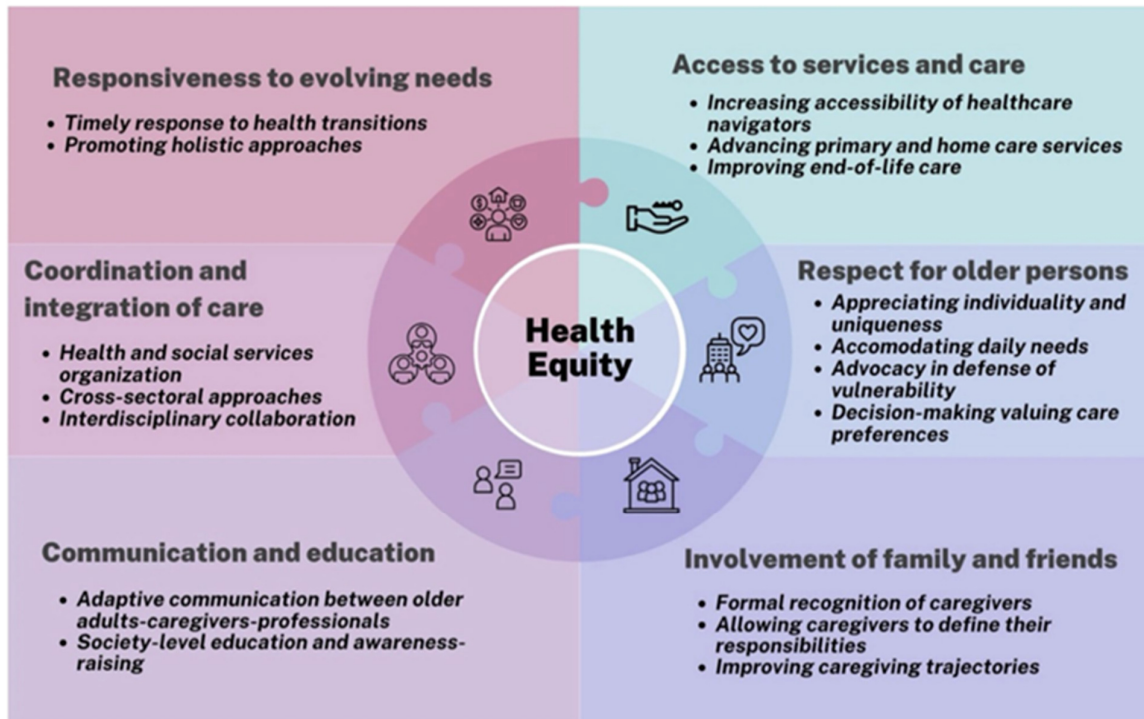 Responsiveness to evolving needs
• Timely response to health transitions
• Promoting holistic approaches
Access to services and care
• Increasing accessibility of healthcare
navigators
• Advancing primary and home care services
• Improving end-of-life care
Coordination and
integration of care
• Health and social services
organization
• Cross-sectoral approaches
• Interdisciplinary collaboration
Health
Equity
Respect for older persons
• Appreciating individuality and
uniqueness
• Accomodating daily needs
• Advocacy in defense of
vulnerability
• Decision-making valuing care
preferences
Communication and education
• Adaptive communication between older
adults-caregivers-professionals
• Society-level education and awareness-
raising
Involvement of family and friends
• Formal recognition of caregivers
• Allowing caregivers to define their
responsibilities
• Improving caregiving trajectories